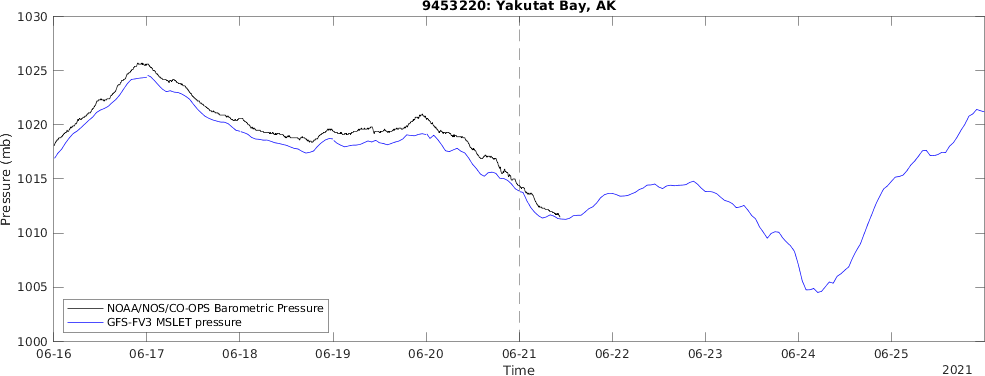 9453220: Yakutat Bay, AK
1030
1025
1020
1015
1010
1005
1000
Pressure (mb)
NOAA/NOS/CO-OPS Barometric Pressure
GFS-FV3 MSLET pressure
06-16 06-17 06-18 06-19 06-20 06-21 06-22 06-23 06-24 06-25
Time
2021